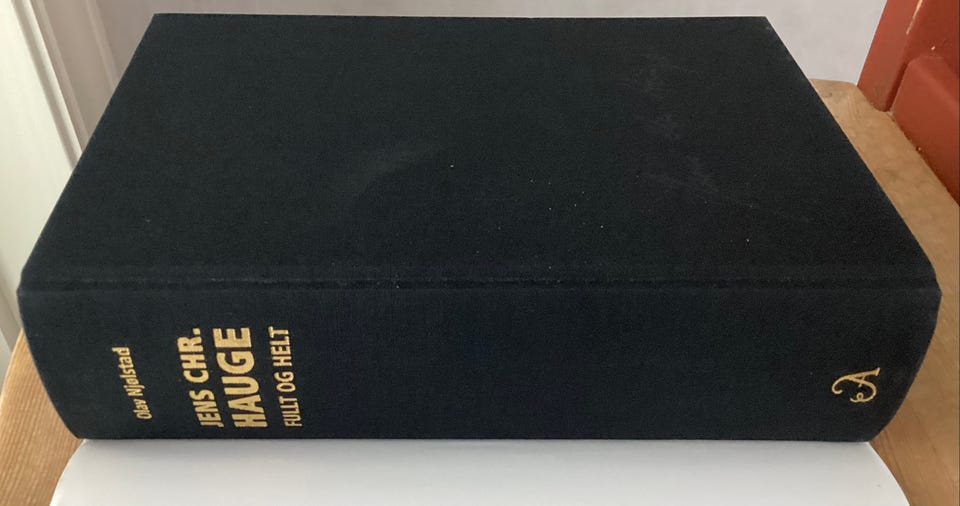 Olav Njølstad
JENS CHR.
HAUGE
FULLT OG HELT
A